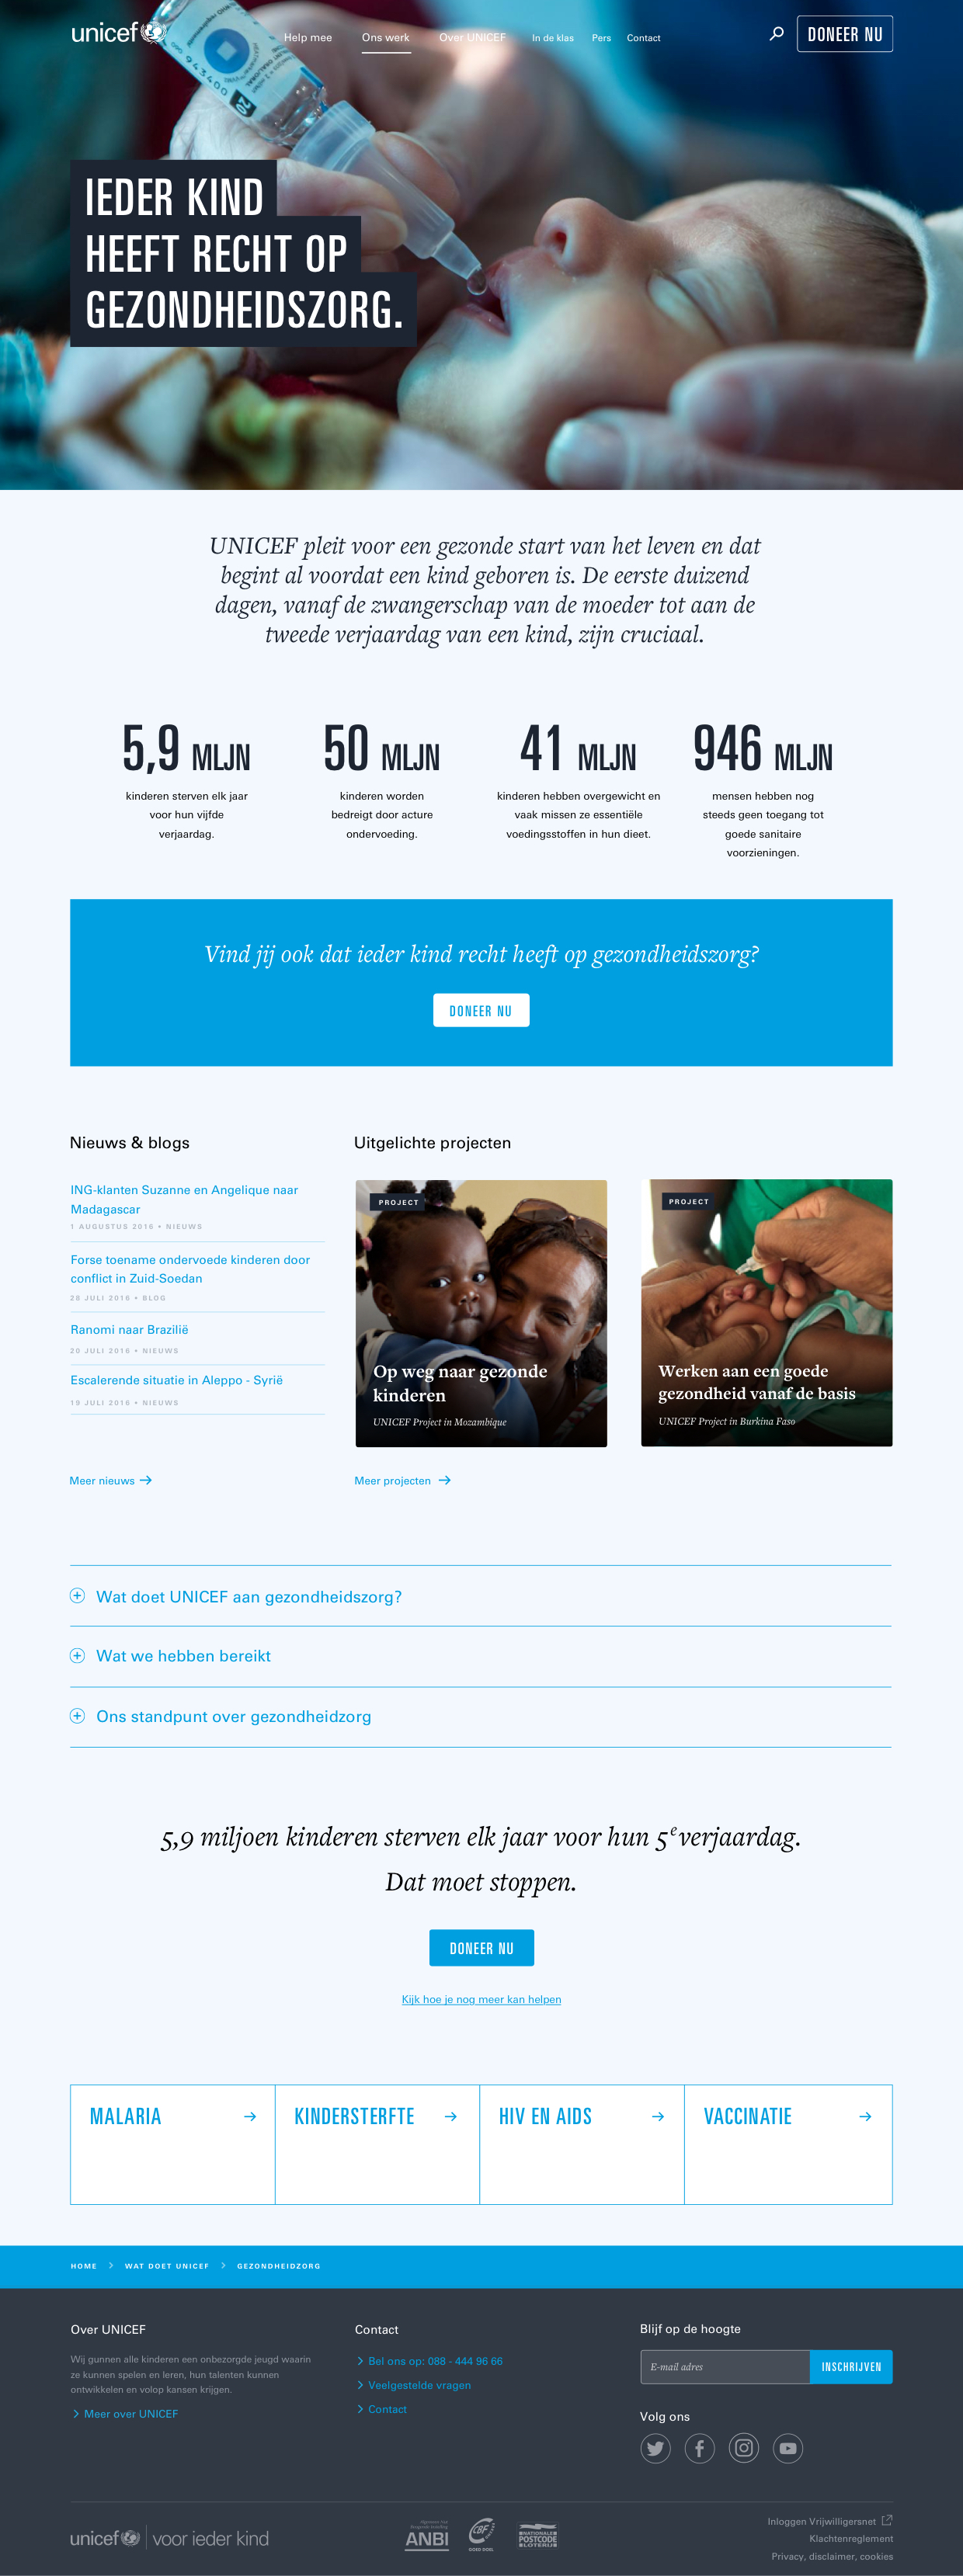 unicef
Help mee
Ons werk
Over UNICEF
In de klas
Pers
Contact
DONEER NU
20
IEDER KIND
HEEFT RECHT OP
GEZONDHEIDSZORG.
UNICEF pleit voor een gezonde start van het leven en dat
begint al voordat een kind geboren is. De eerste duizend
dagen, vanaf de zwangerschap van de moeder tot aan de
tweede verjaardag van een kind, zijn cruciaal.
5,9 MLJN
kinderen sterven elk jaar
voor hun vijfde
verjaardag.
50 MLJN
kinderen worden
bedreigt door acture
ondervoeding.
41 MLJN
kinderen hebben overgewicht en
vaak missen ze essentiële
voedingsstoffen in hun dieet.
946 MLJN
mensen hebben nog
steeds geen toegang tot
goede sanitaire
voorzieningen.
Vind jij ook dat ieder kind recht heeft op gezondheidszorg?
DONEER NU
Nieuws & blogs
ING-klanten Suzanne en Angelique naar
Madagascar
1 AUGUSTUS 2016 • NIEUWS
Forse toename ondervoede kinderen door
conflict in Zuid-Soedan
28 JULI 2016 • BLOG
Ranomi naar Brazilië
20 JULI 2016 • NIEUWS
Escalerende situatie in Aleppo - Syrië
19 JULI 2016 • NIEUWS
Meer nieuws
Uitgelichte projecten
PROJECT
Op weg naar gezonde
kinderen
UNICEF Project in Mozambique
PROJECT
Werken aan een goede
gezondheid vanaf de basis
UNICEF Project in Burkina Faso
Meer projecten
Wat doet UNICEF aan gezondheidszorg?
Wat we hebben bereikt
Ons standpunt over gezondheidzorg
5,9 miljoen kinderen sterven elk jaar voor hun 5e verjaardag.
Dat moet stoppen.
DONEER NU
Kijk hoe je nog meer kan helpen
MALARIA
KINDERSTERFTE
HIV EN AIDS
VACCINATIE
HOME
WAT DOET UNICEF
GEZONDHEIDZORG
Over UNICEF
Wij gunnen alle kinderen een onbezorgde jeugd waarin
ze kunnen spelen en leren, hun talenten kunnen
ontwikkelen en volop kansen krijgen.
Meer over UNICEF
Contact
Bel ons op: 088 - 444 96 66
Veelgestelde vragen
Contact
Blijf op de hoogte
E-mail adres
INSCHRIJVEN
Volg ons
unicef | voor ieder kind
ANBI
CBF
GOED DOEL
NATIONALE
POSTCODE
LOTERIJ
Inloggen Vrijwilligersnet
Klachtenreglement
Privacy, disclaimer, cookies